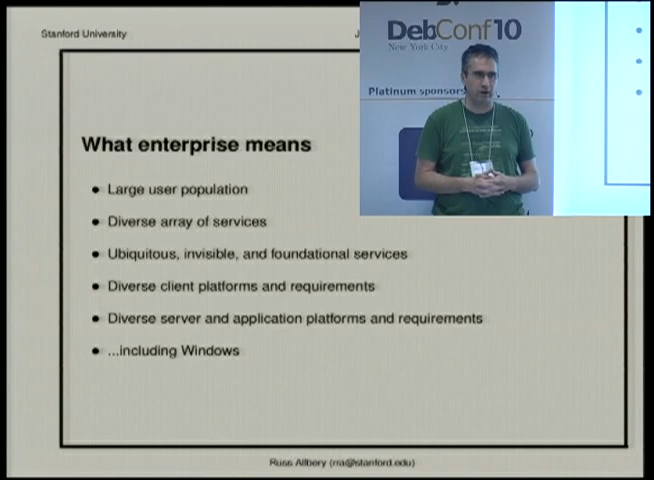 Stanford University
DebConf10
New York City
Platinum sponsors
What enterprise means
• Large user population
• Diverse array of services
• Ubiquitous, invisible, and foundational services
• Diverse client platforms and requirements
• Diverse server and application platforms and requirements
• ...including Windows
Russ Allbery (rra@stanford.edu)